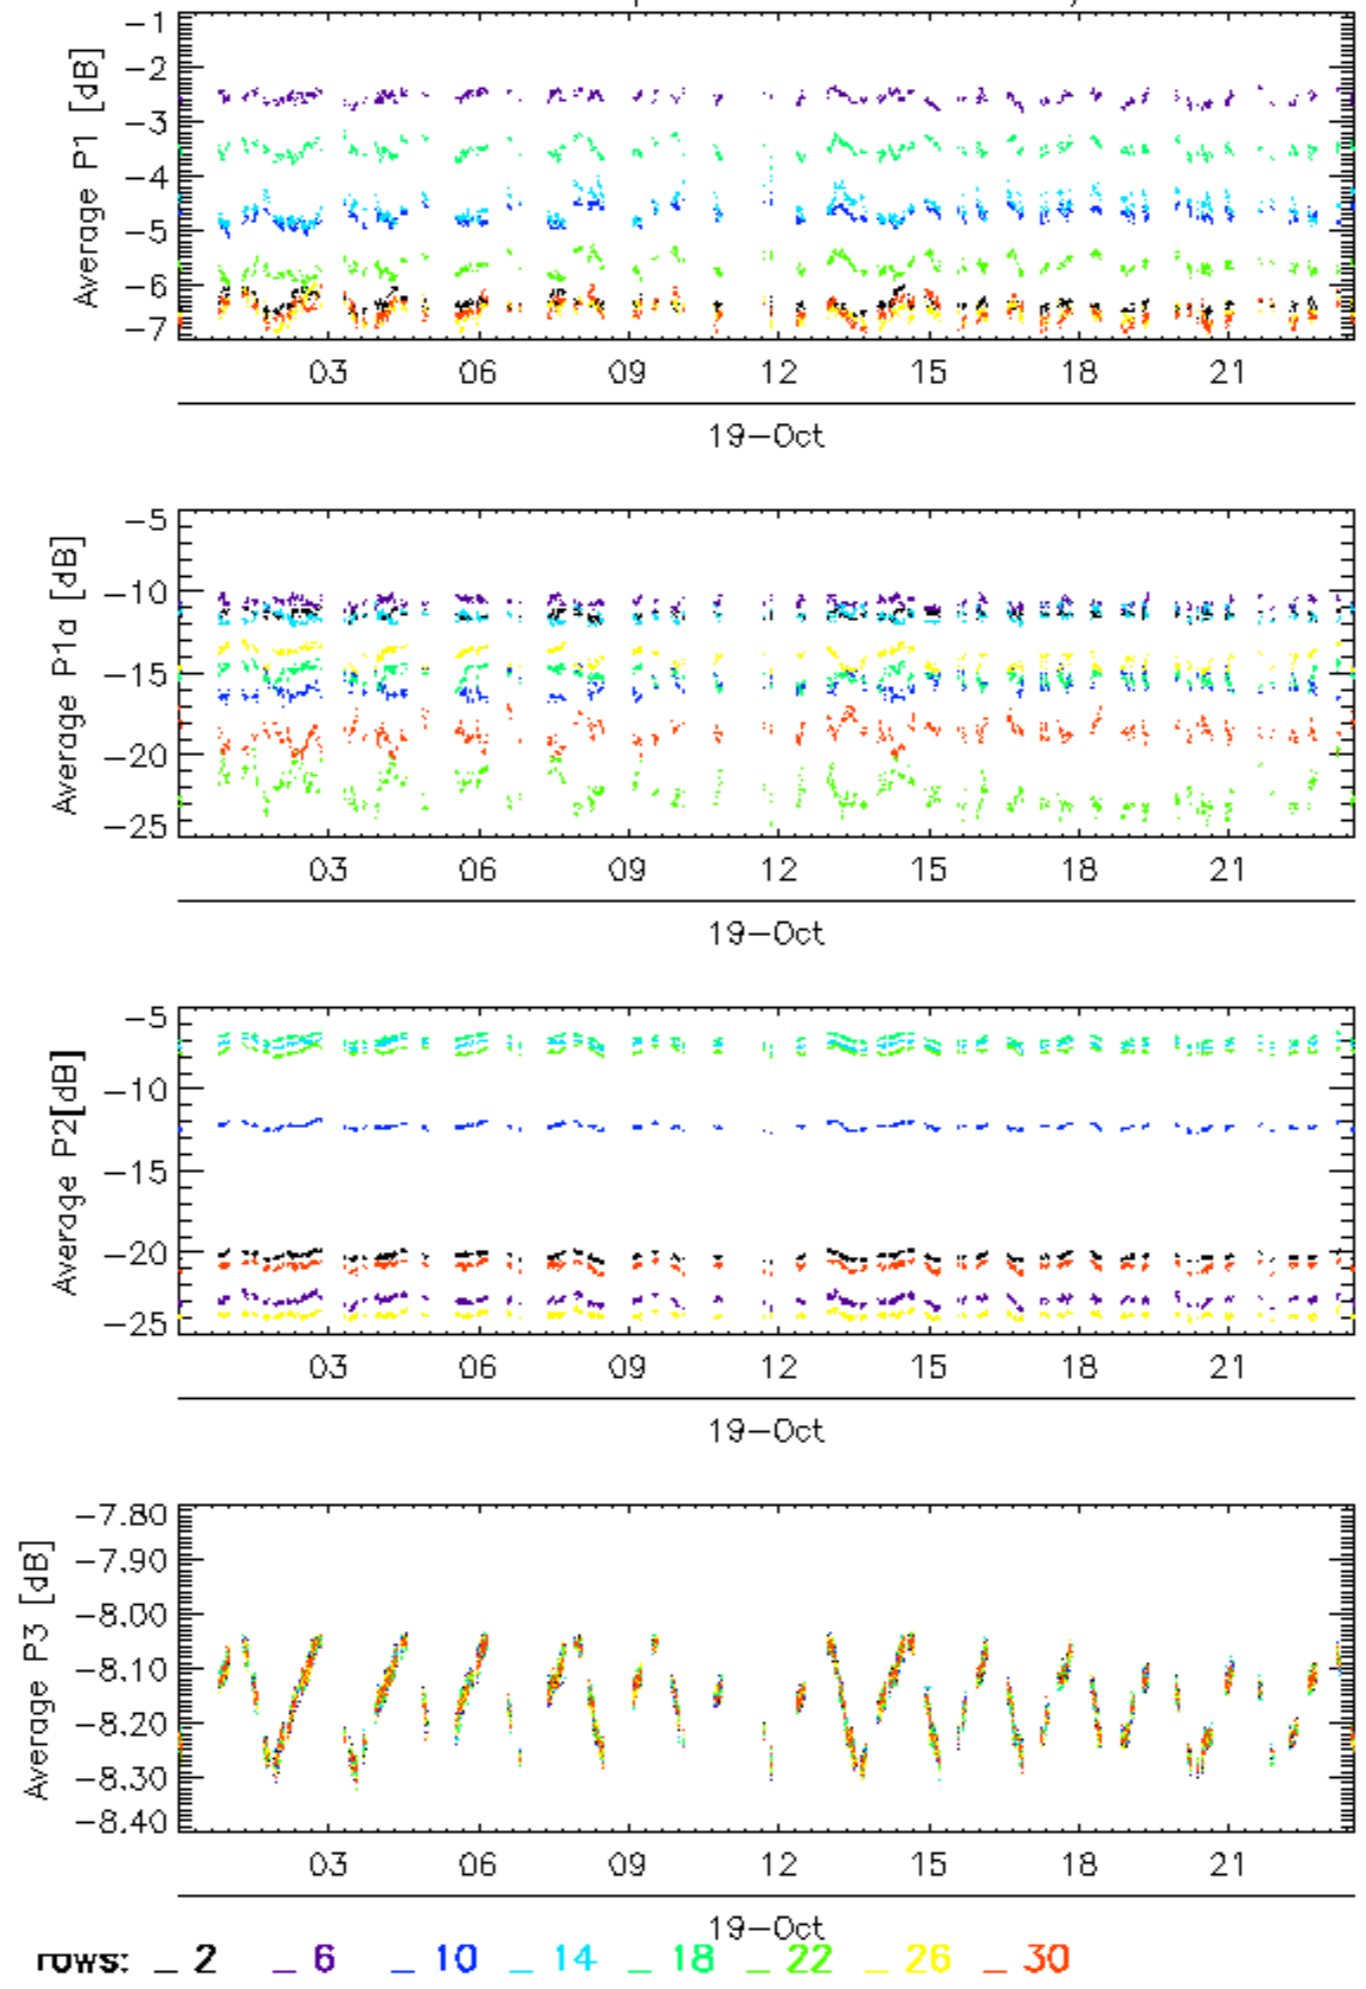 -1
-2
-3
-4
-5
-6
-7
Average P1 [dB]
03 06 09 12 15 18 21
19-Oct
-5
-10
-15
-20
-25
Average P1a [dB]
03 06 09 12 15 18 21
19-Oct
-5
-10
-15
-20
-25
Average P2[dB]
03 06 09 12 15 18 21
19-Oct
-7.80
-7.90
-8.00
-8.10
-8.20
-8.30
-8.40
Average P3 [dB]
03 06 09 12 15 18 21
19-Oct
rows: _ 2 _ 6 _ 10 _ 14 _ 18 _ 22 _ 26 _ 30